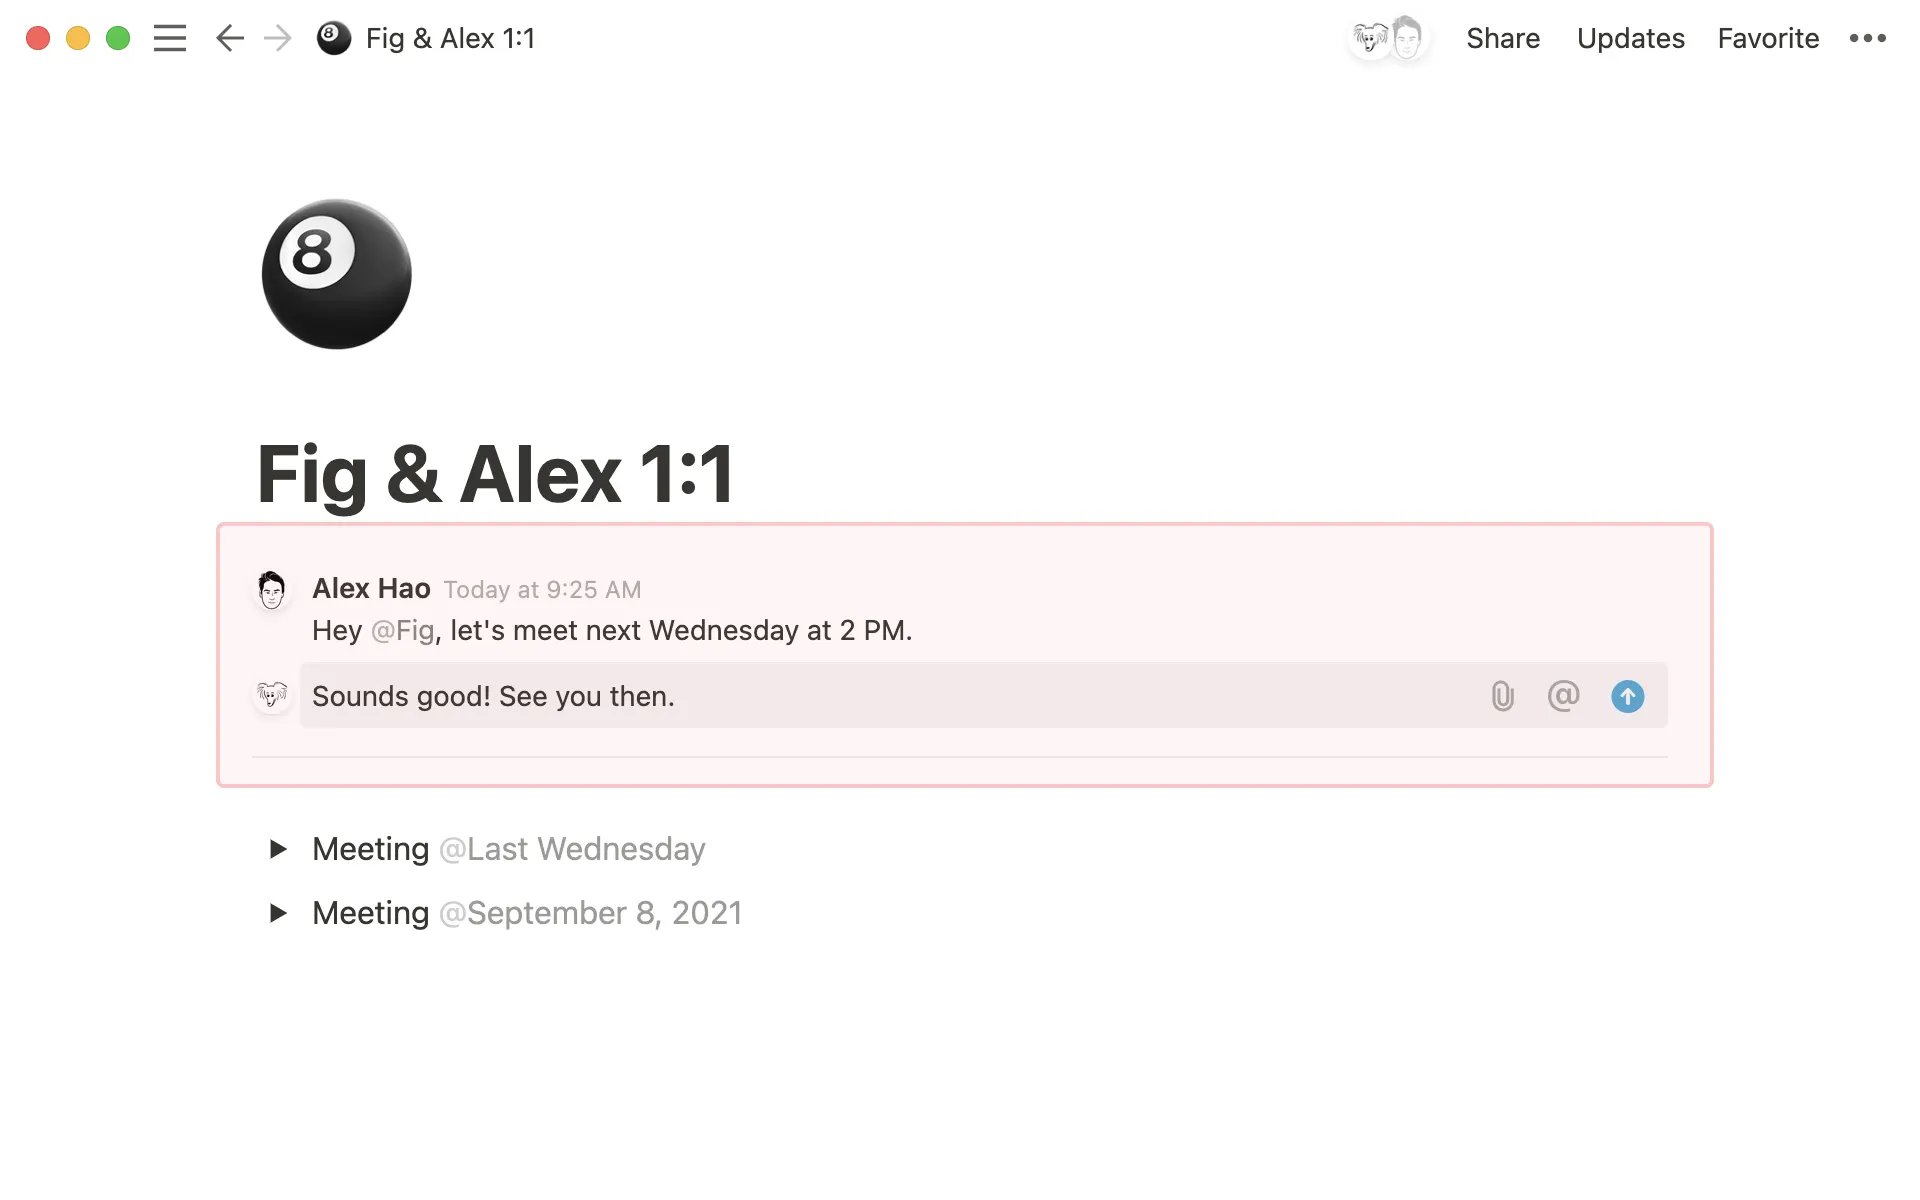 Fig & Alex 1:1
Share Updates Favorite •••
8
Fig & Alex 1:1
Alex Hao Today at 9:25 AM
Hey @Fig, let's meet next Wednesday at 2 PM.
Sounds good! See you then.
Meeting @Last Wednesday
Meeting @September 8, 2021